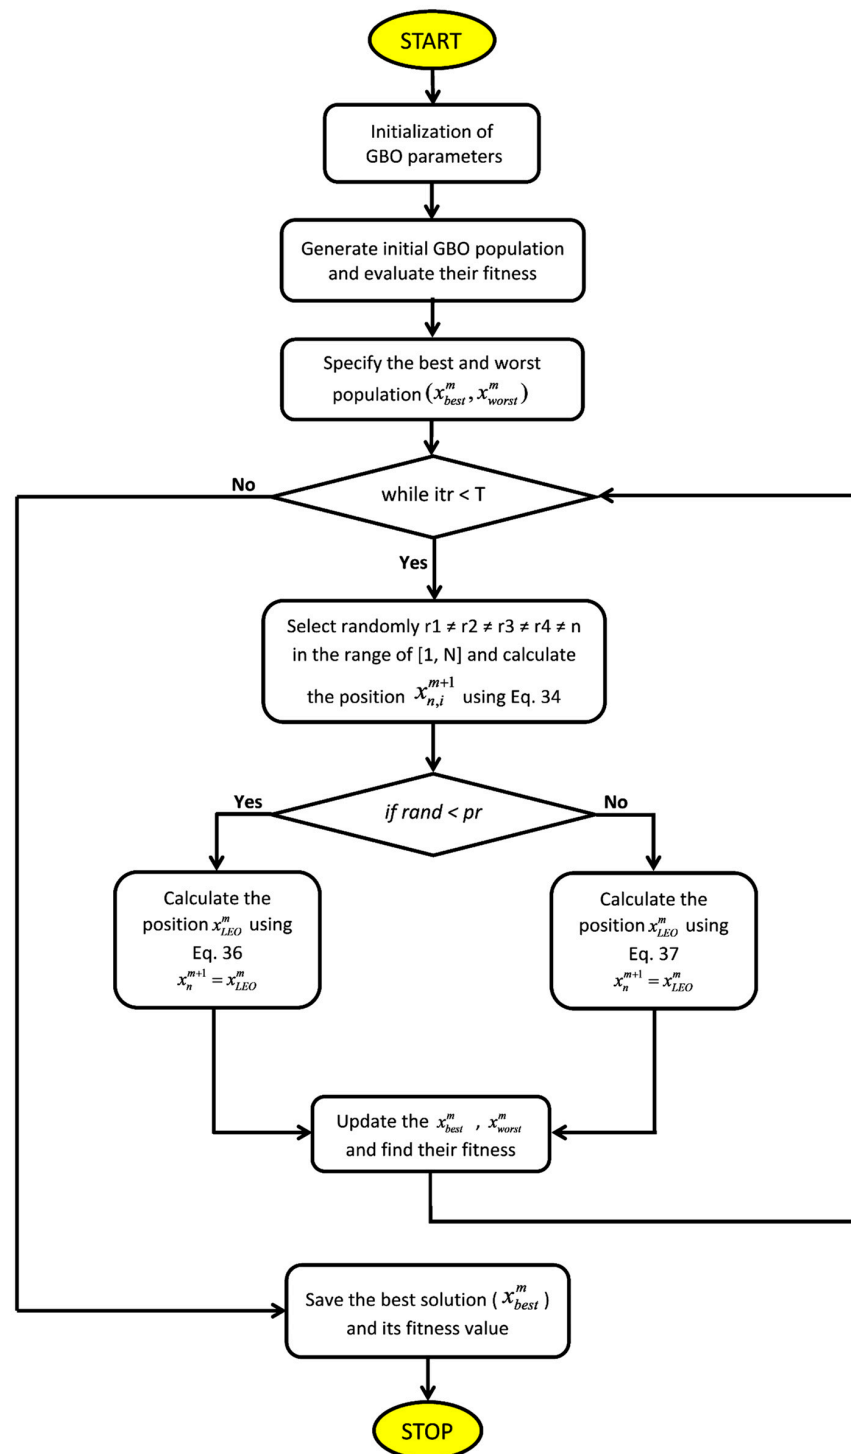 START
Initialization of
GBO parameters
Generate initial GBO population
and evaluate their fitness
Specify the best and worst
population (x^m_best, x^m_worst)
No
while itr < T
Yes
Select randomly r1 ≠ r2 ≠ r3 ≠ r4 ≠ n
in the range of [1, N] and calculate
the position x^{m+1}_{n,i} using Eq. 34
Yes
if rand < pr
No
Calculate the
position x^m_LEO using
Eq. 36
x^{m+1}_n = x^m_LEO
Calculate the
position x^m_LEO using
Eq. 37
x^{m+1}_n = x^m_LEO
Update the x^m_best , x^m_worst
and find their fitness
Save the best solution ( x^m_best )
and its fitness value
STOP